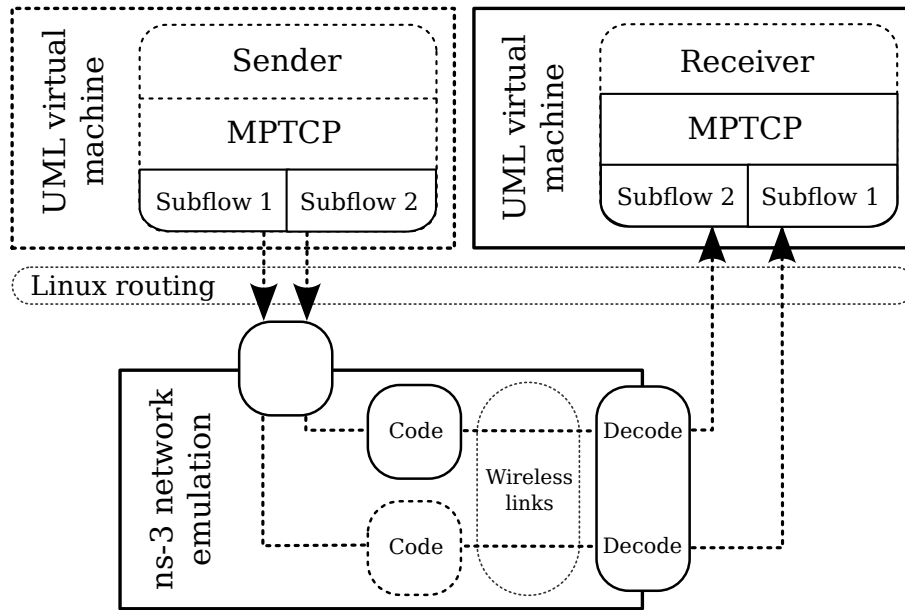 UML virtual
machine
Sender
MPTCP
Subflow 1
Subflow 2
UML virtual
machine
Receiver
MPTCP
Subflow 2
Subflow 1
Linux routing
ns-3 network
emulation
Code
Decode
Wireless
links
Code
Decode